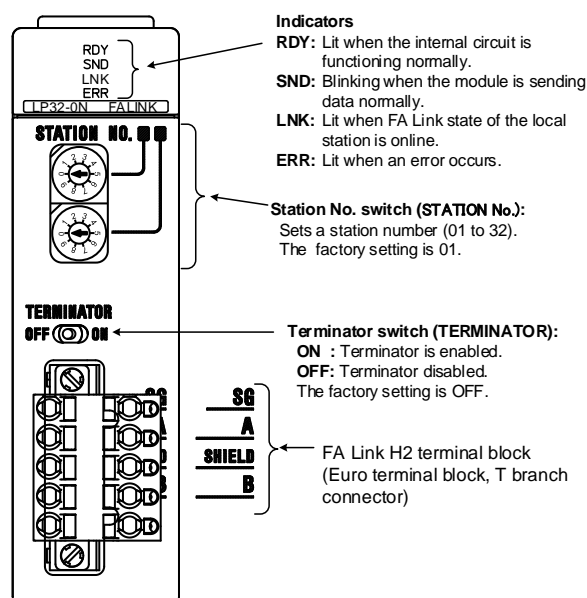 Indicators
RDY: Lit when the internal circuit is
functioning normally.
SND: Blinking when the module is sending
data normally.
LNK: Lit when FA Link state of the local
station is online.
ERR: Lit when an error occurs.
RDY
SND
LNK
ERR
LP32-0N FALINK
STATION NO.
Station No. switch (STATION No.):
Sets a station number (01 to 32).
The factory setting is 01.
TERMINATOR
OFF ON
Terminator switch (TERMINATOR):
ON : Terminator is enabled.
OFF: Terminator disabled.
The factory setting is OFF.
SG
A
SHIELD
B
FA Link H2 terminal block
(Euro terminal block, T branch
connector)